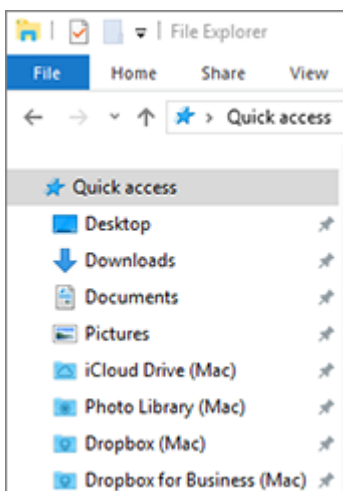 File Explorer
File Home Share View
Quick access
Quick access
Desktop
Downloads
Documents
Pictures
iCloud Drive (Mac)
Photo Library (Mac)
Dropbox (Mac)
Dropbox for Business (Mac)